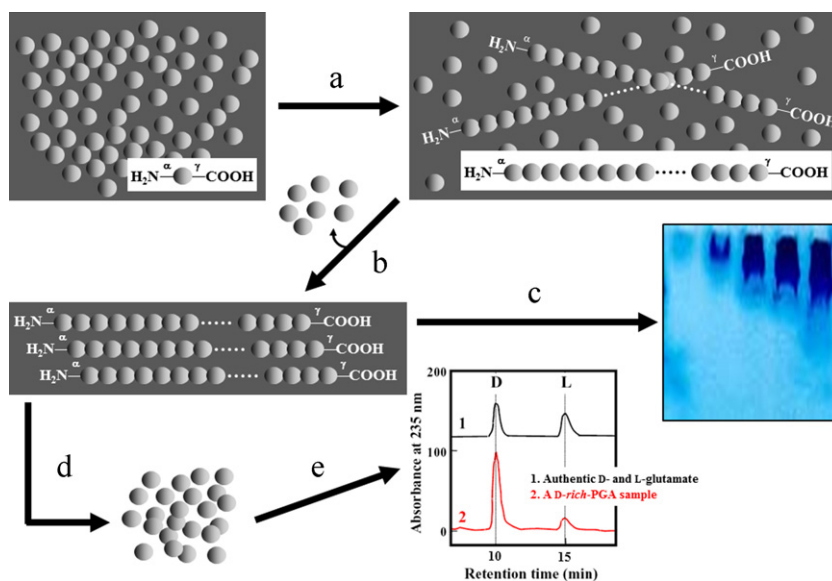 a
H₂N
α
γ
COOH
H₂N
α
γ
COOH
H₂N
α
γ
COOH
H₂N
α
γ
COOH
b
c
H₂N
α
γ
COOH
H₂N
α
γ
COOH
H₂N
α
γ
COOH
d
e
Absorbance at 235 nm
200
100
0
D
L
1
2
1. Authentic D- and L-glutamate
2. A D-rich-PGA sample
10
15
Retention time (min)